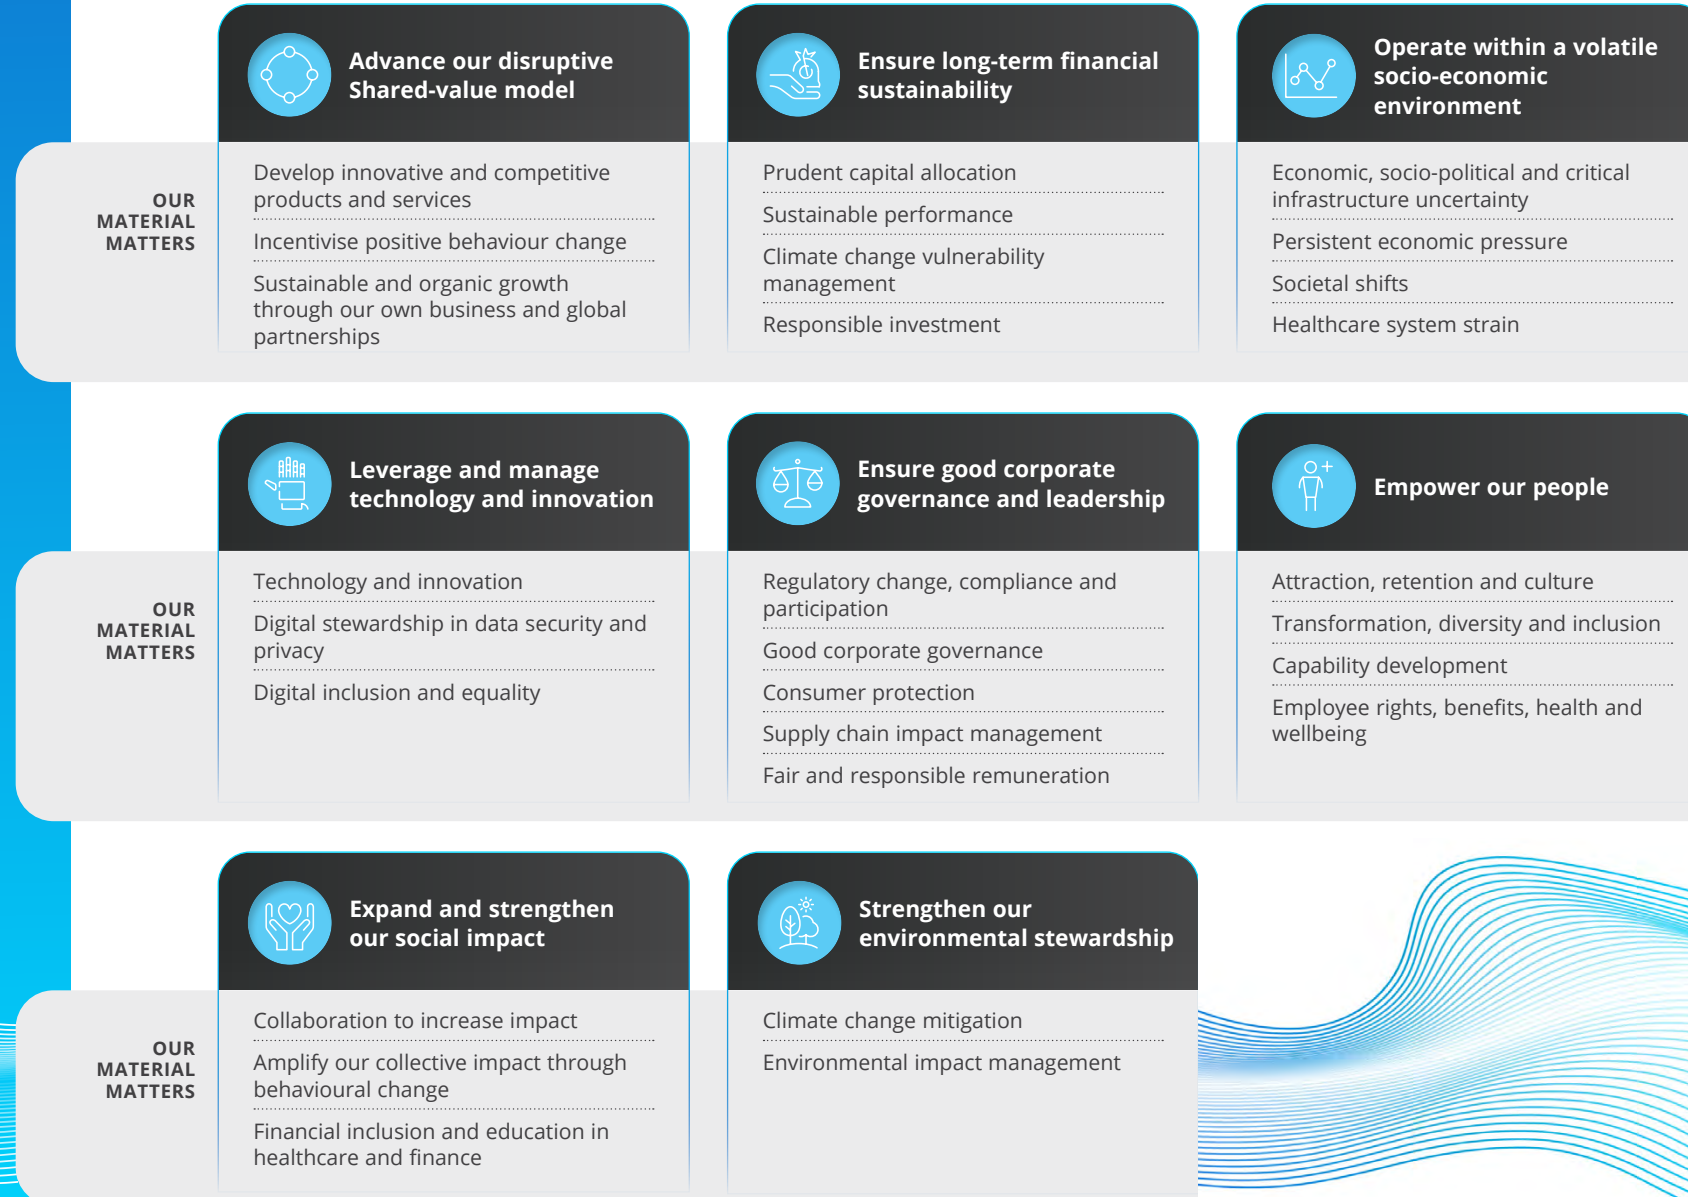 Advance our disruptive
Shared-value model
Ensure long-term financial
sustainability
Operate within a volatile
socio-economic
environment
OUR
MATERIAL
MATTERS
Develop innovative and competitive
products and services
Incentivise positive behaviour change
Sustainable and organic growth
through our own business and global
partnerships
Prudent capital allocation
Sustainable performance
Climate change vulnerability
management
Responsible investment
Economic, socio-political and critical
infrastructure uncertainty
Persistent economic pressure
Societal shifts
Healthcare system strain
Leverage and manage
technology and innovation
Ensure good corporate
governance and leadership
Empower our people
OUR
MATERIAL
MATTERS
Technology and innovation
Digital stewardship in data security and
privacy
Digital inclusion and equality
Regulatory change, compliance and
participation
Good corporate governance
Consumer protection
Supply chain impact management
Fair and responsible remuneration
Attraction, retention and culture
Transformation, diversity and inclusion
Capability development
Employee rights, benefits, health and
wellbeing
Expand and strengthen
our social impact
Strengthen our
environmental stewardship
OUR
MATERIAL
MATTERS
Collaboration to increase impact
Amplify our collective impact through
behavioural change
Financial inclusion and education in
healthcare and finance
Climate change mitigation
Environmental impact management